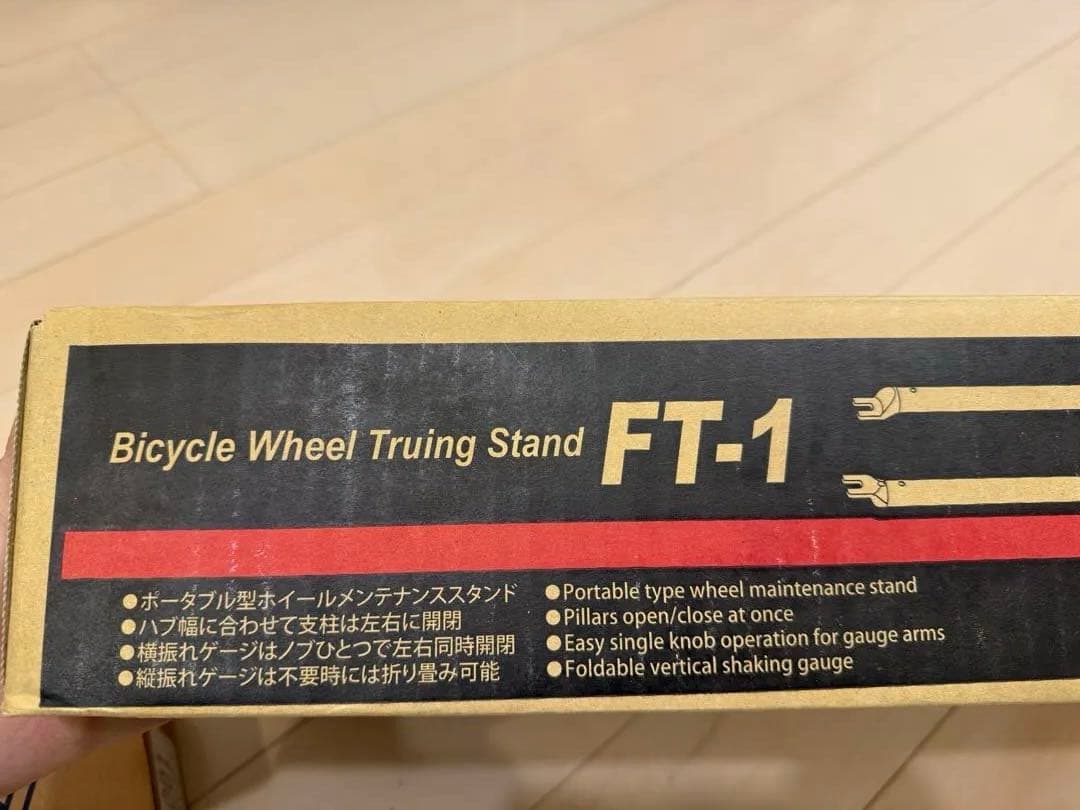 Bicycle Wheel Truing Stand FT-1
●ポータブル型ホイールメンテナンススタンド
●ハブ幅に合わせて支柱は左右に開閉
●横振れゲージはノブひとつで左右同時開閉
●縦振れゲージは不要時には折り畳み可能
●Portable type wheel maintenance stand
●Pillars open/close at once
●Easy single knob operation for gauge arms
●Foldable vertical shaking gauge